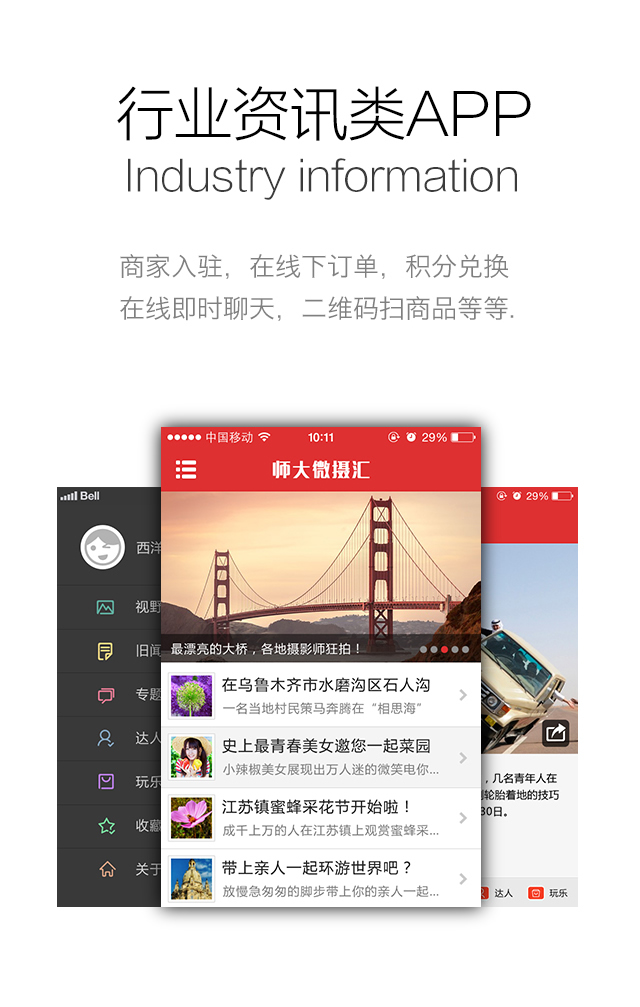 行业资讯类APP
Industry information
商家入驻，在线下订单，积分兑换
在线即时聊天，二维码扫商品等等.
中国移动 10:11 29%
师大微摄汇
最漂亮的大桥，各地摄影师狂拍！
在乌鲁木齐市水磨沟区石人沟
一名当地村民策马奔腾在“相思海”
史上最青春美女邀您一起菜园
小辣椒美女展现出万人迷的微笑电你...
江苏镇蜜蜂采花节开始啦！
成千上万的人在江苏镇上观赏蜜蜂采...
带上亲人一起环游世界吧？
放慢急匆匆的脚步带上你的亲人一起...
Bell
西洋
视野
旧闻
专题
达人
玩乐
收藏
关于
29%
，几名青年人在
轮胎着地的技巧
30日。
达人 玩乐